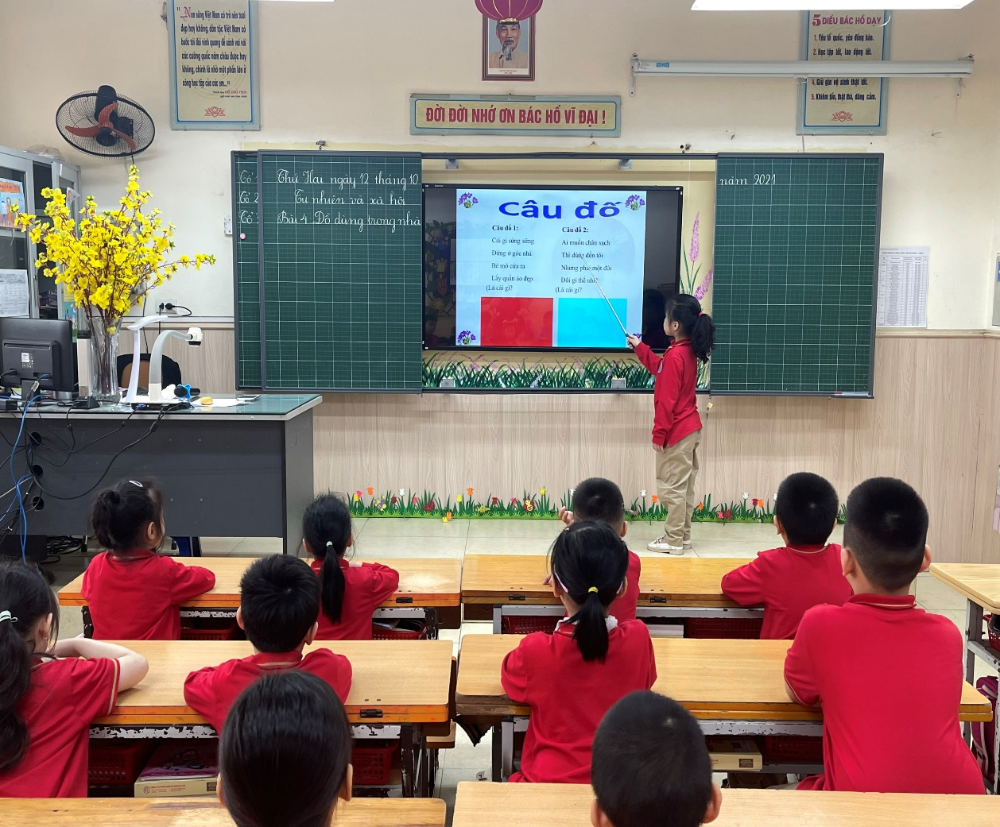 "Non sông Việt Nam có trở nên tươi
đẹp hay không, dân tộc Việt Nam có
bước tới đài vinh quang để sánh vai với
các cường quốc năm châu được hay
không, chính là nhờ một phần lớn ở
công học tập của các em..."
HỒ CHỦ TỊCH
5 ĐIỀU BÁC HỒ DẠY
1. Yêu tổ quốc, yêu đồng bào.
2. Học tập tốt, lao động tốt.
4. Giữ gìn vệ sinh thật tốt.
5. Khiêm tốn, thật thà, dũng cảm.
ĐỜI ĐỜI NHỚ ƠN BÁC HỒ VĨ ĐẠI !
Tổ
Tổ 2
Tổ
Thứ Hai ngày 12 tháng 10
năm 2021
Tự nhiên và xã hội
Bài 4. Đồ dùng trong nhà
Câu đố
Câu đố 1:
Cái gì sừng sững
Đứng ở góc nhà
Bé mở cửa ra
Lấy quần áo đẹp
(Là cái gì?
Câu đố 2:
Ai muốn chân sạch
Thì dùng đến tôi
Nhưng phải một đôi
Đôi gì thế nhỉ?
(Là cái gì?